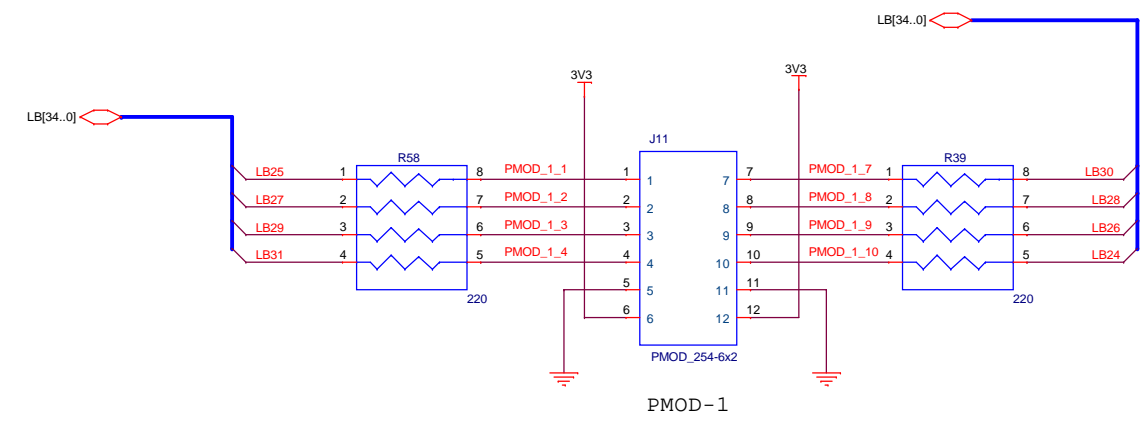 LB[34..0]
3V3
3V3
LB[34..0]
J11
R58
R39
LB25 1 8 PMOD_1_1 1 1 7 7 PMOD_1_7 1 8 LB30
LB27 2 7 PMOD_1_2 2 2 8 8 PMOD_1_8 2 7 LB28
LB29 3 6 PMOD_1_3 3 3 9 9 PMOD_1_9 3 6 LB26
LB31 4 5 PMOD_1_4 4 4 10 10 PMOD_1_10 4 5 LB24
5 5 11 11
220 220
6 6 12 12
PMOD_254-6x2
PMOD-1